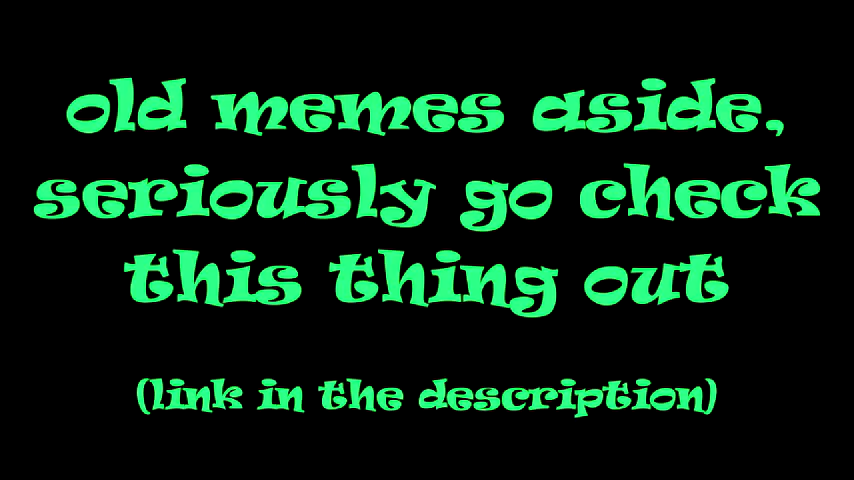 old memes aside,
seriously go check
this thing out
(link in the description)